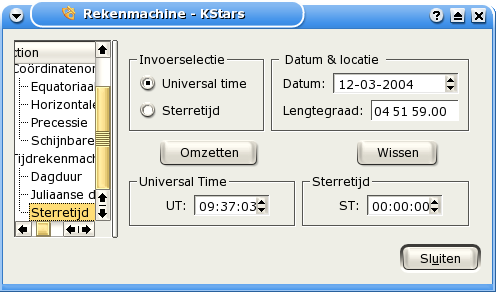 Rekenmachine - KStars
ction
Coördinatenor
Equatoriaa
Horizontale
Precessie
Schijnbare
Tijdrekenmach
Dagduur
Juliaanse d
Sterretijd
Invoerselectie
Universal time
Sterretijd
Datum & locatie
Datum: 12-03-2004
Lengtegraad: 04 51 59.00
Omzetten
Wissen
Universal Time
UT: 09:37:03
Sterretijd
ST: 00:00:00
Sluiten